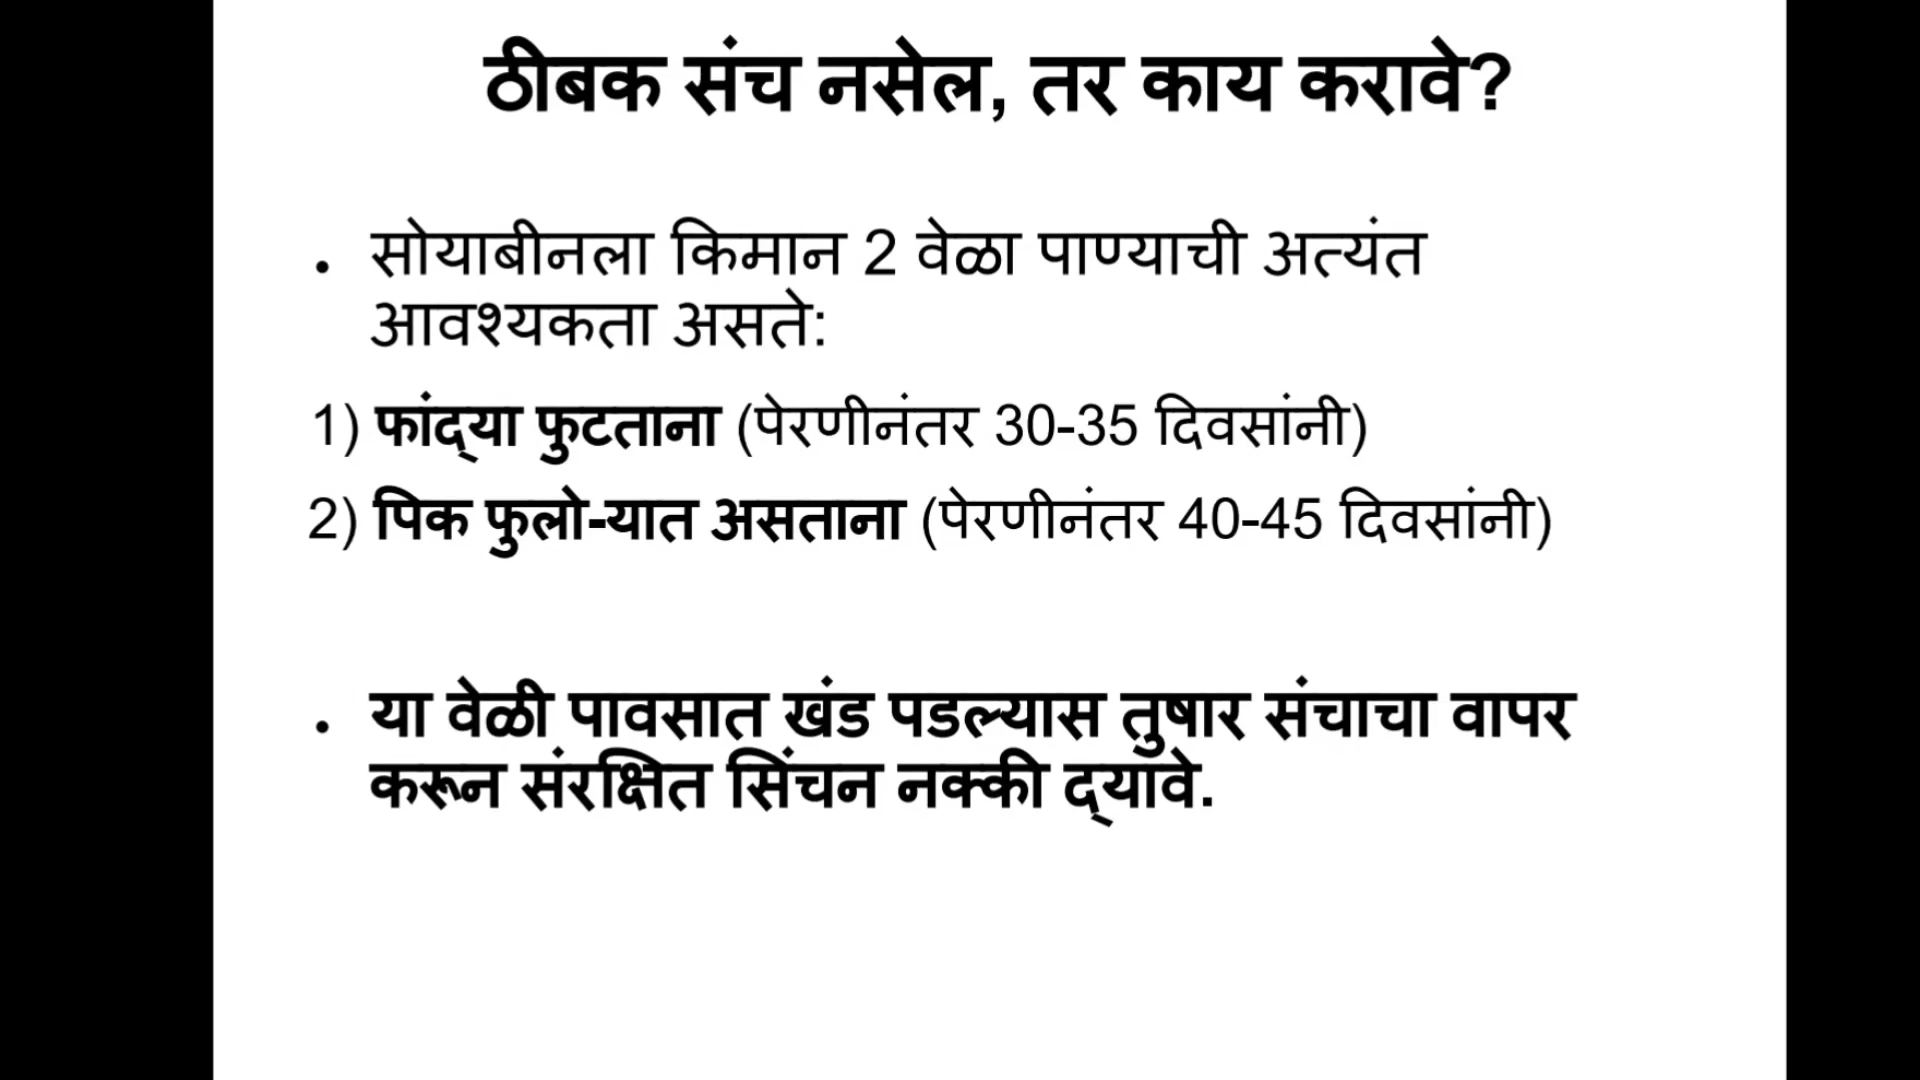 ठीबक संच नसेल, तर काय करावे?
• सोयाबीनला किमान 2 वेळा पाण्याची अत्यंत
आवश्यकता असते:
1) फांद्‌या फुटताना (पेरणीनंतर 30-35 दिवसांनी)
2) पिक फुलो-यात असताना (पेरणीनंतर 40-45 दिवसांनी)
• या वेळी पावसात खंड पडल्यास तुषार संचाचा वापर
करून संरक्षित सिंचन नक्की द्‌यावे.